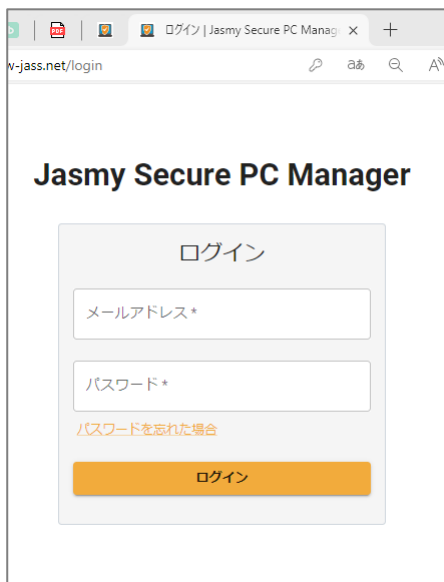 PDF
ログイン | Jasmy Secure PC Manag
w-jass.net/login
aあ
A
Jasmy Secure PC Manager
ログイン
メールアドレス *
パスワード *
パスワードを忘れた場合
ログイン